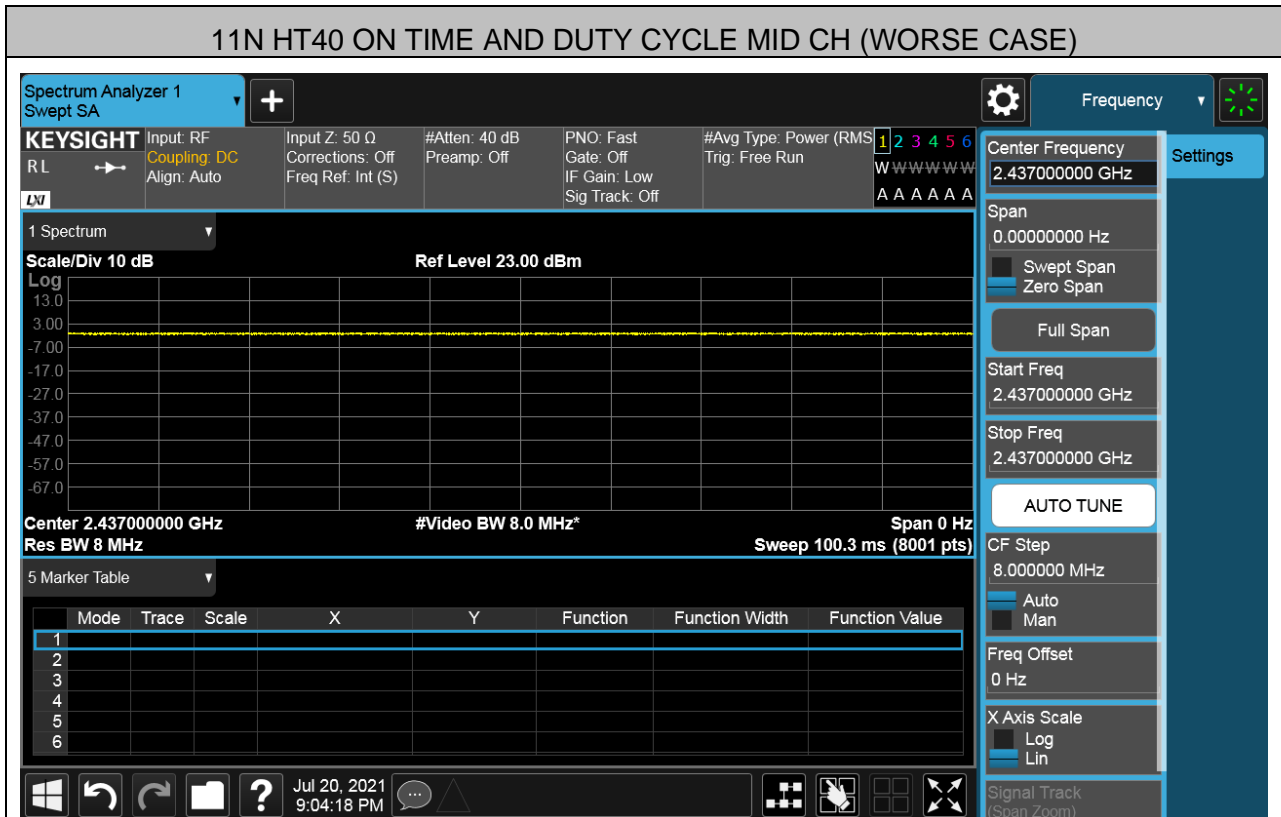 11N HT40 ON TIME AND DUTY CYCLE MID CH (WORSE CASE)
Spectrum Analyzer 1
Swept SA
Frequency
KEYSIGHT
RL
LXI
Input: RF
Coupling: DC
Align: Auto
Input Z: 50 Ω
Corrections: Off
Freq Ref: Int (S)
#Atten: 40 dB
Preamp: Off
PNO: Fast
Gate: Off
IF Gain: Low
Sig Track: Off
#Avg Type: Power (RMS
Trig: Free Run
1 2 3 4 5 6
W W W W W W
A A A A A A
1 Spectrum
Scale/Div 10 dB
Ref Level 23.00 dBm
Log
13.0
3.00
-7.00
-17.0
-27.0
-37.0
-47.0
-57.0
-67.0
Center 2.437000000 GHz
#Video BW 8.0 MHz*
Span 0 Hz
Res BW 8 MHz
Sweep 100.3 ms (8001 pts)
5 Marker Table
Mode Trace Scale X Y Function Function Width Function Value
1
2
3
4
5
6
Jul 20, 2021
9:04:18 PM
Center Frequency
2.437000000 GHz
Settings
Span
0.00000000 Hz
Swept Span
Zero Span
Full Span
Start Freq
2.437000000 GHz
Stop Freq
2.437000000 GHz
AUTO TUNE
CF Step
8.000000 MHz
Auto
Man
Freq Offset
0 Hz
X Axis Scale
Log
Lin
Signal Track
(Span Zoom)